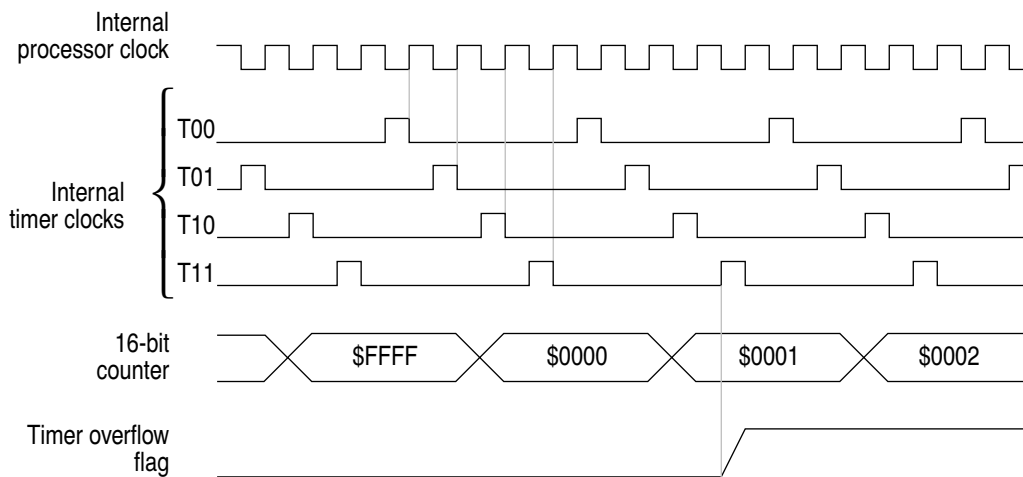 Internal
processor clock
T00
T01
Internal
timer clocks
T10
T11
16-bit
counter
$FFFF
$0000
$0001
$0002
Timer overflow
flag